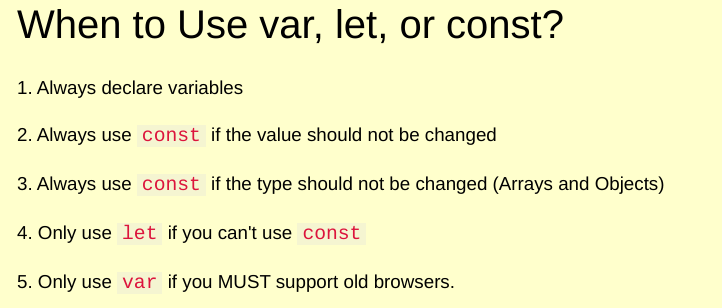 When to Use var, let, or const?
1. Always declare variables
2. Always use const if the value should not be changed
3. Always use const if the type should not be changed (Arrays and Objects)
4. Only use let if you can't use const
5. Only use var if you MUST support old browsers.